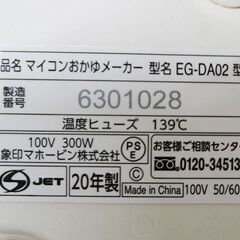 品名 マイコンおかゆメーカー 型名 EG-DA02 型
製造番号 6301028
温度ヒューズ 139℃
100V 300W
象印マホービン株式会社
PS E
お客様ご相談センター
0120-34513
S JET
20年製
Made in China
100V 50/60